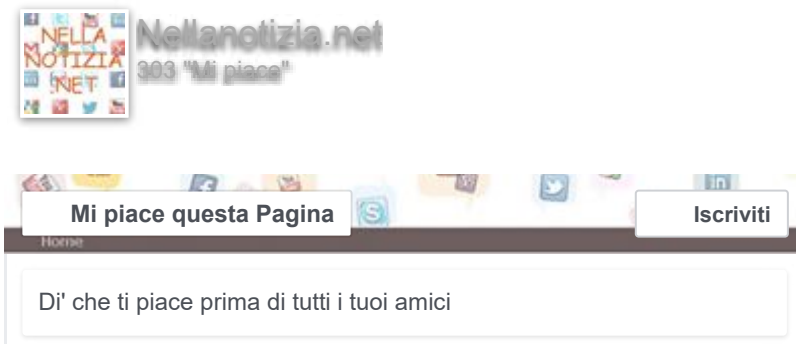 NELLA
NOTIZIA
.NET
Nellanotizia.net
303 "Mi piace"
Mi piace questa Pagina
Iscriviti
Home
Di' che ti piace prima di tutti i tuoi amici